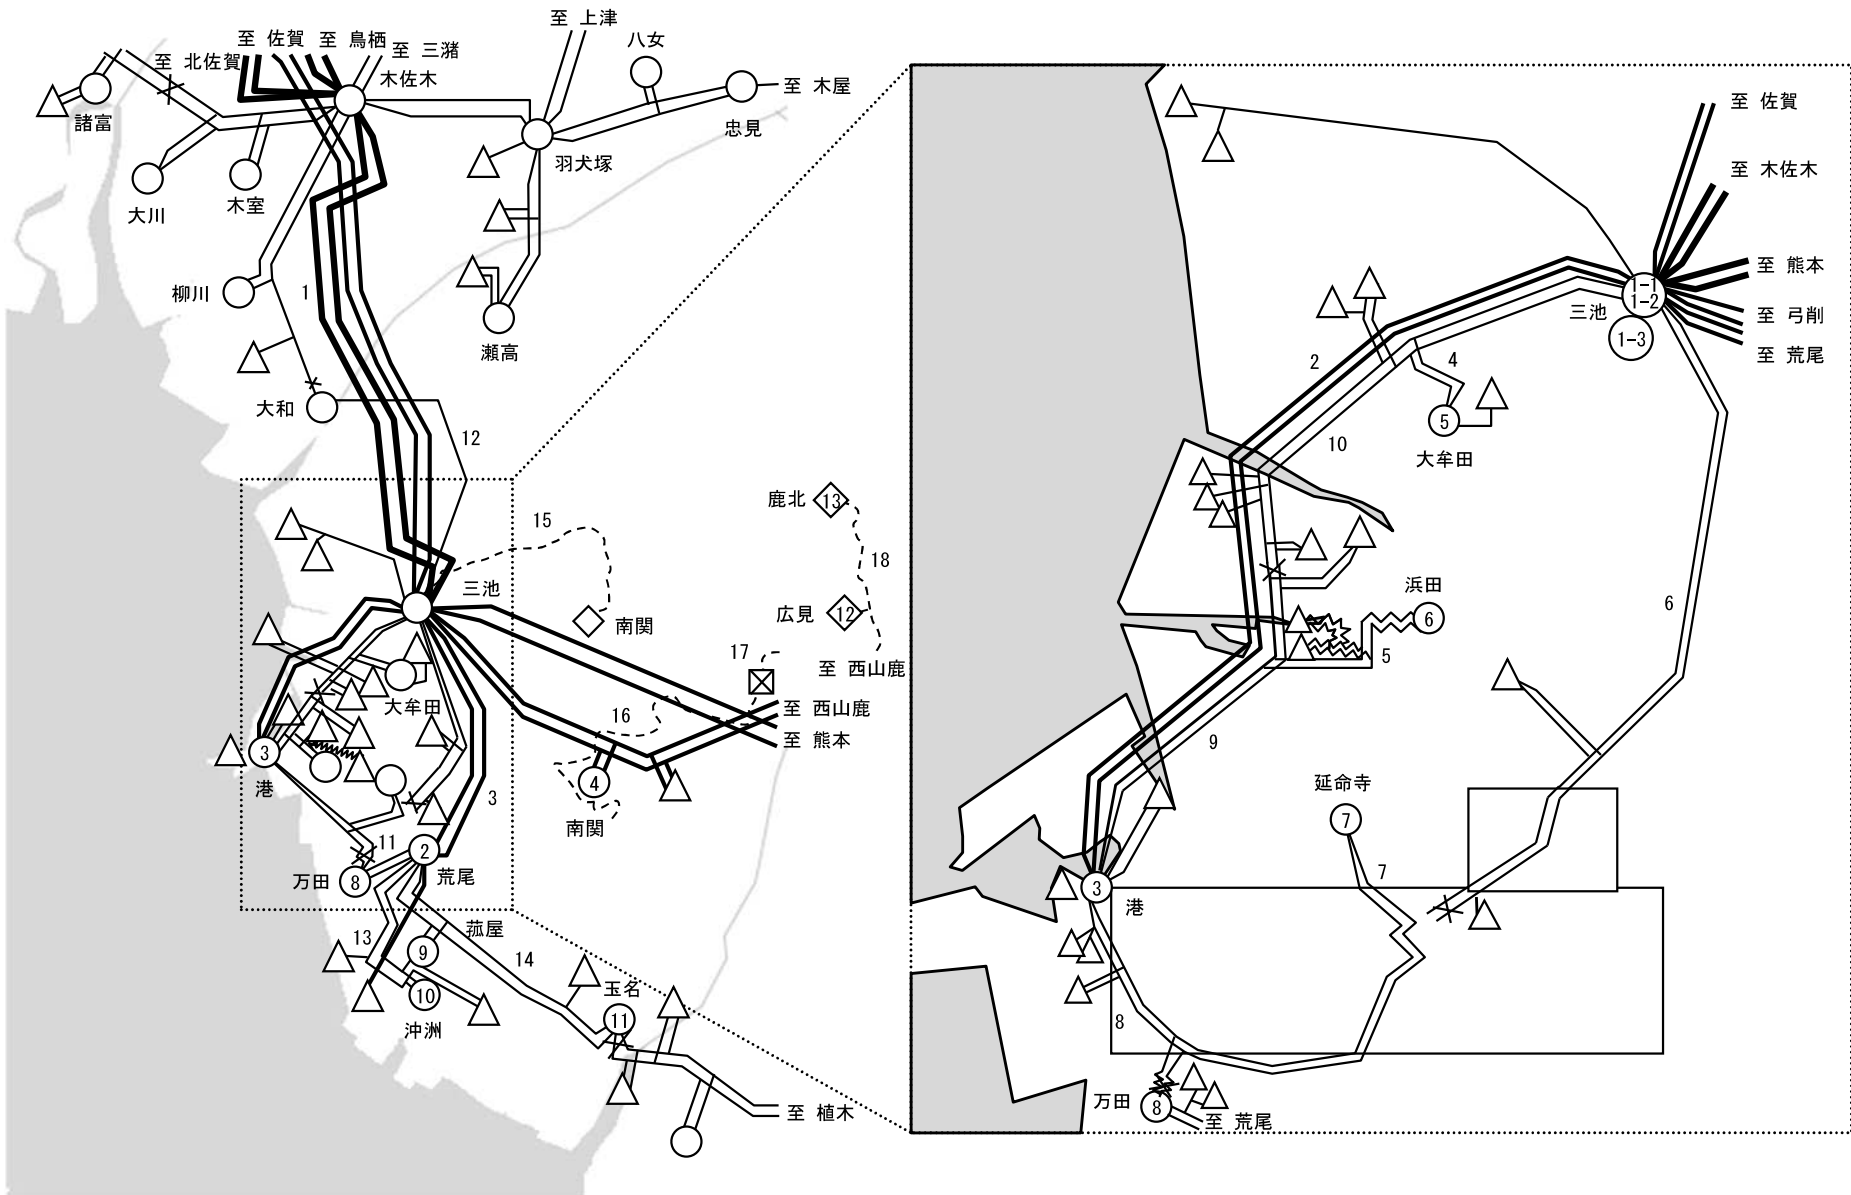 至 上津
至 佐賀
至 鳥栖
至 三潴
八女
至 北佐賀
木佐木
至 木屋
諸富
忠見
羽犬塚
大川
木室
柳川
1
瀬高
大和
12
15
鹿北
13
18
三池
南関
広見
12
17
至 西山鹿
大牟田
16
至 西山鹿
至 熊本
3
港
4
3
南関
11
2
万田
8
荒尾
菰屋
13
9
14
玉名
10
11
沖洲
至 植木
至 佐賀
至 木佐木
至 熊本
1-1
1-2
三池
至 弓削
1-3
至 荒尾
2
4
5
10
大牟田
浜田
6
6
5
9
延命寺
7
7
3
港
8
万田
8
至 荒尾